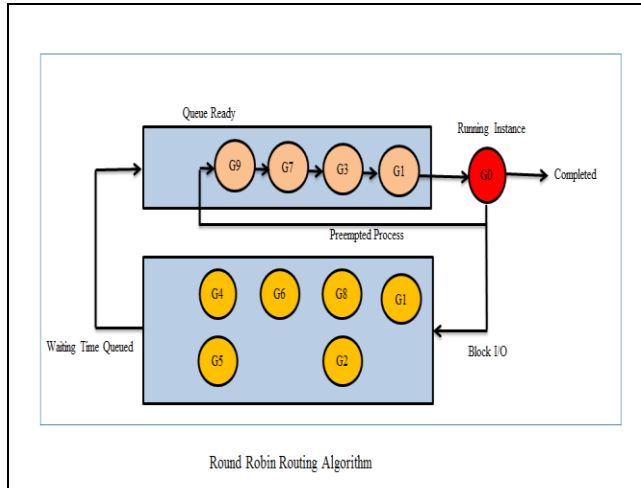 Queue Ready
Running Instance
G9 G7 G3 G1 G0 Completed
Preempted Process
G4 G6 G8 G1
Waiting Time Queued Block I/O
G5 G2
Round Robin Routing Algorithm